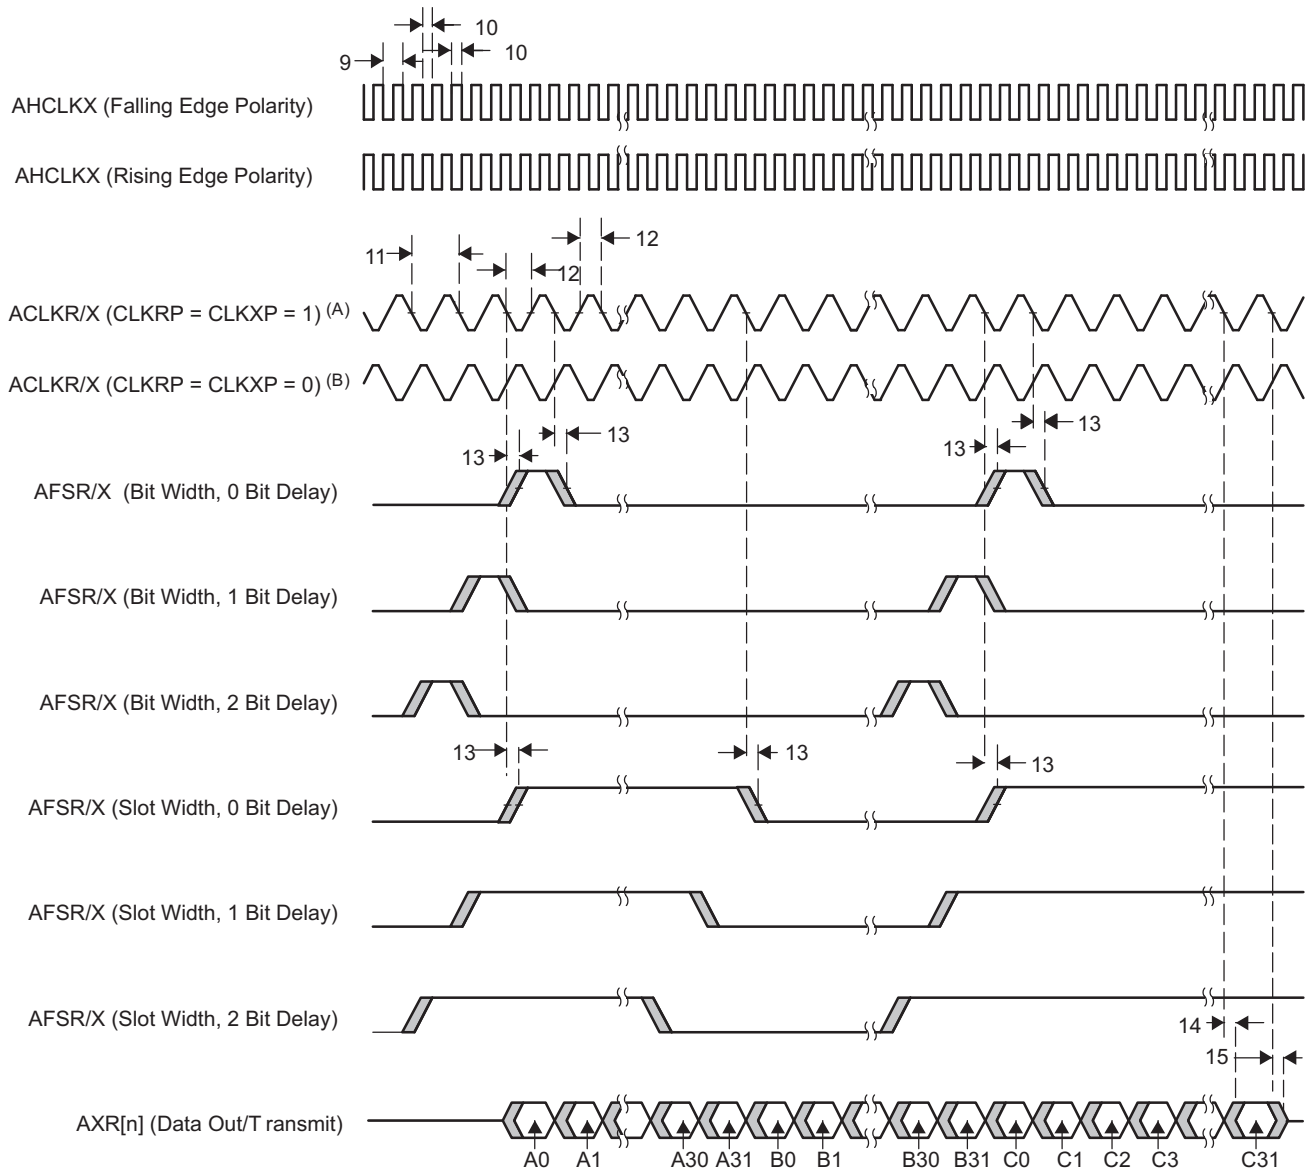 10
10
9
AHCLKX (Falling Edge Polarity)
AHCLKX (Rising Edge Polarity)
12
11
12
ACLKR/X (CLKRP = CLKXP = 1) (A)
ACLKR/X (CLKRP = CLKXP = 0) (B)
13
13
13
13
AFSR/X (Bit Width, 0 Bit Delay)
AFSR/X (Bit Width, 1 Bit Delay)
AFSR/X (Bit Width, 2 Bit Delay)
13
13
13
AFSR/X (Slot Width, 0 Bit Delay)
AFSR/X (Slot Width, 1 Bit Delay)
AFSR/X (Slot Width, 2 Bit Delay)
14
15
AXR[n] (Data Out/T ransmit)
A0 A1 A30 A31 B0 B1 B30 B31 C0 C1 C2 C3 C31